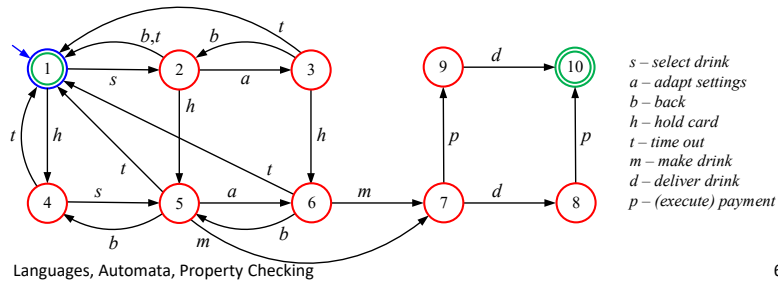 t
b,t
b
d
1
s
2
a
3
9
10
h
h
h
p
p
t
t
t
4
s
5
a
6
m
7
d
8
b
m
b
s – select drink
a – adapt settings
b – back
h – hold card
t – time out
m – make drink
d – deliver drink
p – (execute) payment
Languages, Automata, Property Checking
6